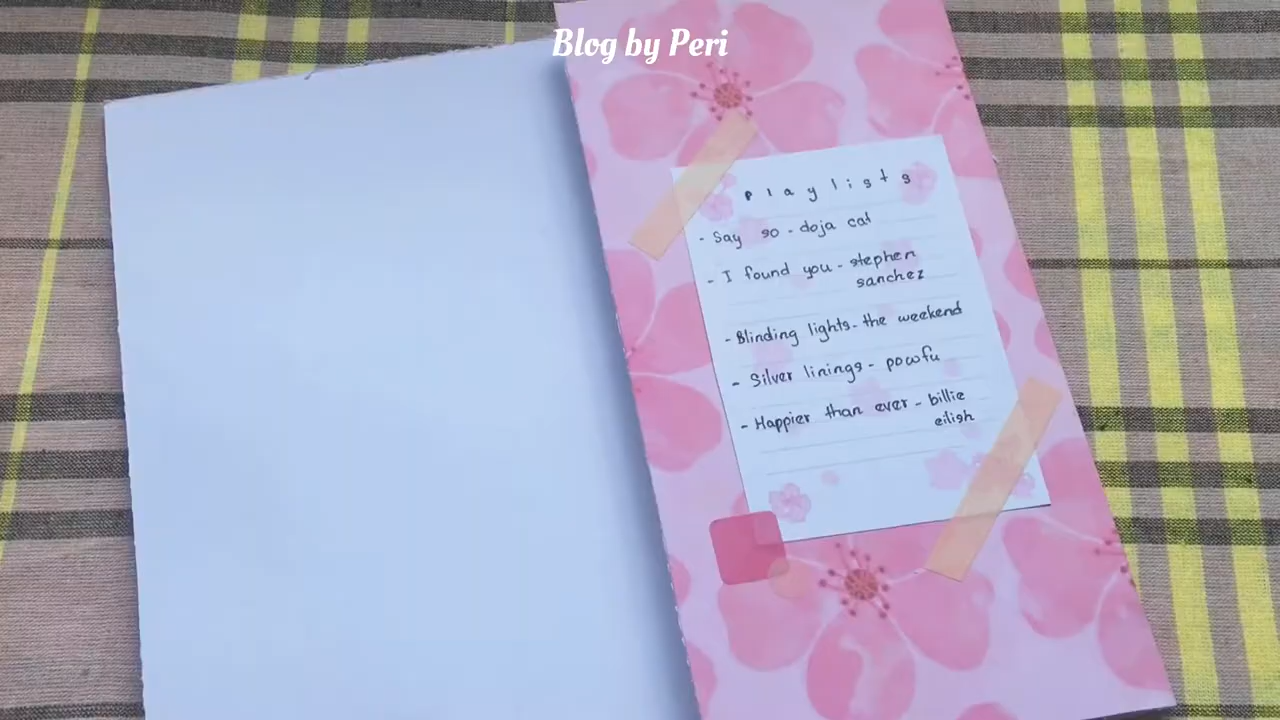 Blog by Peri
playlists
- Say so - doja cat
- I found you - stephen
sanchez
- Blinding lights - the weekend
- Silver linings - powfu
- Happier than ever - billie
eilish